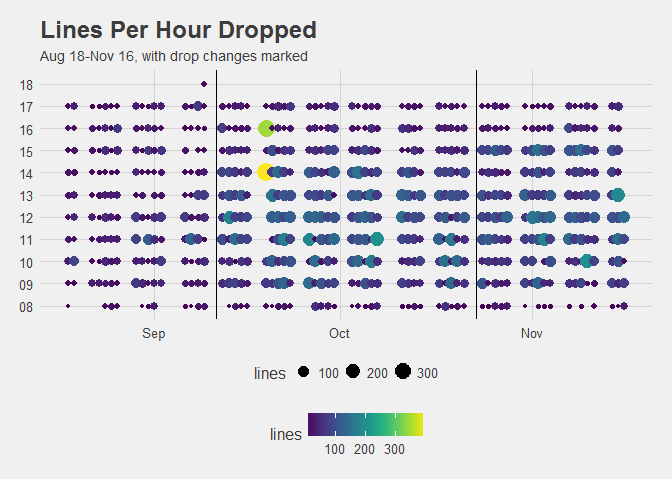 Lines Per Hour Dropped
Aug 18-Nov 16, with drop changes marked
18
17
16
15
14
13
12
11
10
09
08
Sep Oct Nov
lines 100 200 300
lines
100 200 300